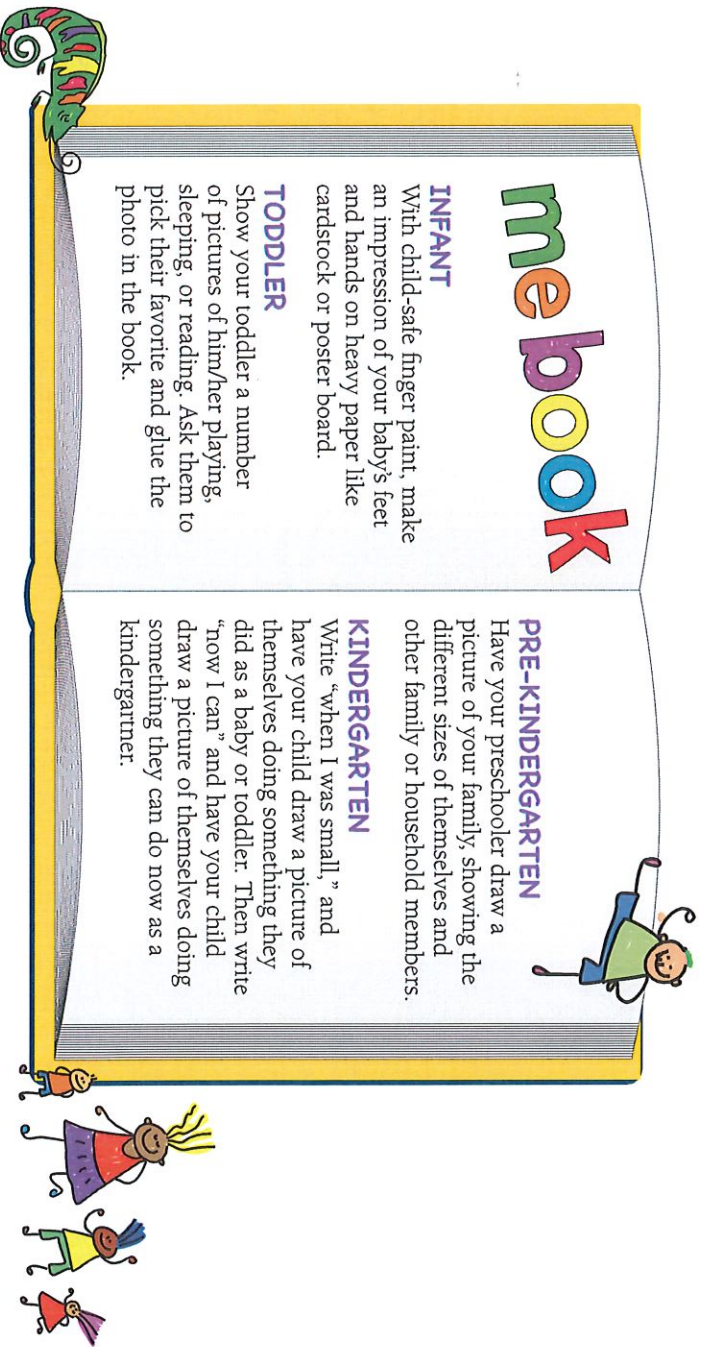 me book
INFANT
With child-safe finger paint, make
an impression of your baby's feet
and hands on heavy paper like
cardstock or poster board.
TODDLER
Show your toddler a number
of pictures of him/her playing,
sleeping, or reading. Ask them to
pick their favorite and glue the
photo in the book.
PRE-KINDERGARTEN
Have your preschooler draw a
picture of your family, showing the
different sizes of themselves and
other family or household members.
KINDERGARTEN
Write "when I was small," and
have your child draw a picture of
themselves doing something they
did as a baby or toddler. Then write
"now I can" and have your child
draw a picture of themselves doing
something they can do now as a
kindergartner.